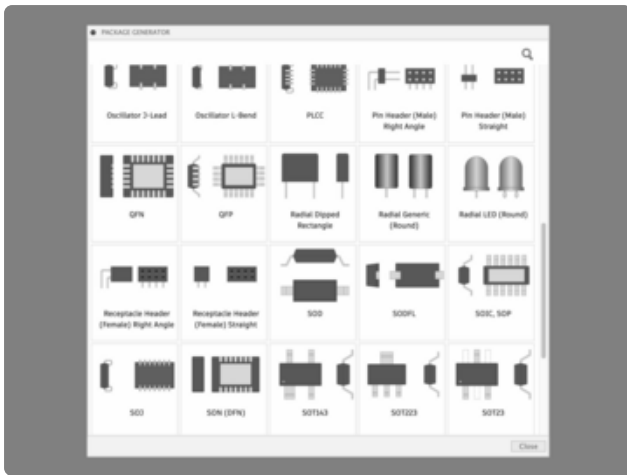 PACKAGE GENERATOR
Oscillator J-Lead
Oscillator L-Bend
PLCC
Pin Header (Male)
Right Angle
Pin Header (Male)
Straight
QFN
QFP
Radial Dipped
Rectangle
Radial Generic
(Round)
Radial LED (Round)
Receptacle Header
(Female) Right Angle
Receptacle Header
(Female) Straight
SOD
SODFL
SOIC, SOP
SOJ
SON (DFN)
SOT143
SOT223
SOT23
Close